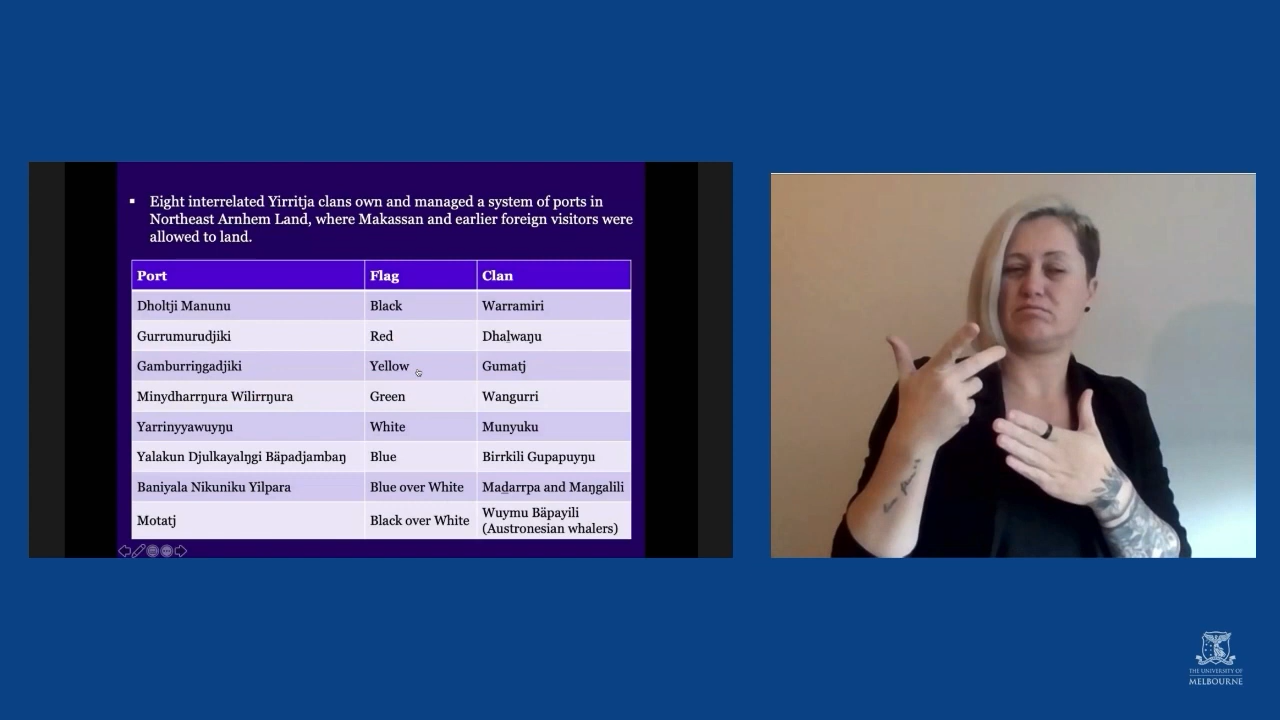 Eight interrelated Yirritja clans own and managed a system of ports in
Northeast Arnhem Land, where Makassan and earlier foreign visitors were
allowed to land.
Port Flag Clan
Dholtji Manunu Black Warramiri
Gurrumurudjiki Red Dhaḻwaŋu
Gamburriŋgadjiki Yellow Gumatj
Minydharrŋura Wilirrŋura Green Wangurri
Yarrinyyawuyŋu White Munyuku
Yalakun Djulkayalŋgi Bäpadjambaŋ Blue Birrkili Gupapuyŋu
Baniyala Nikuniku Yilpara Blue over White Maḏarrpa and Maŋgalili
Motatj Black over White Wuymu Bäpayili
(Austronesian whalers)
THE UNIVERSITY OF
MELBOURNE